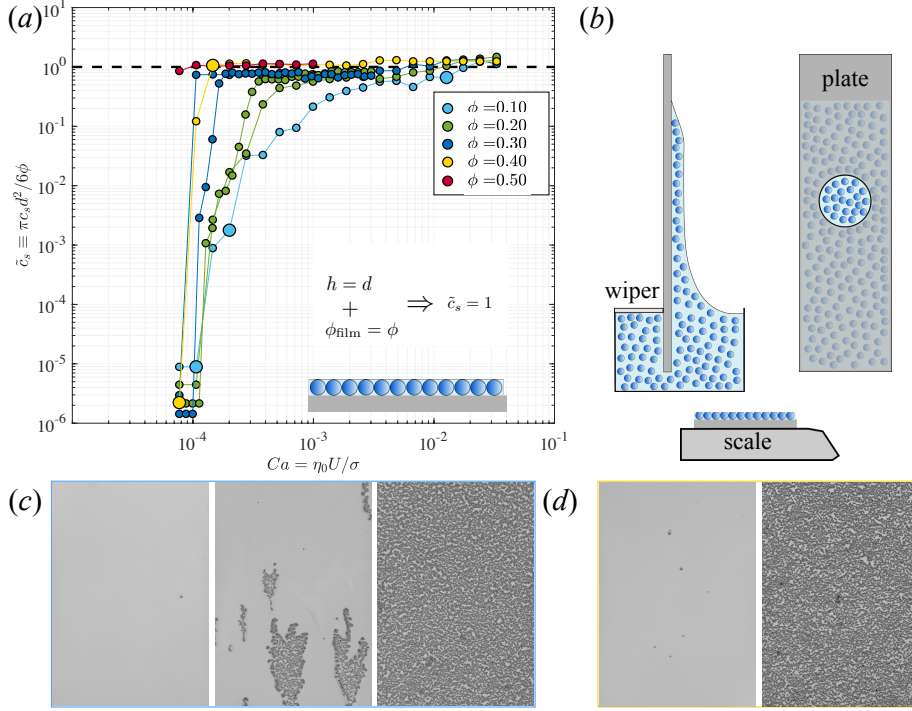 (a)
10^1
10^0
10^-1
10^-2
10^-3
10^-4
10^-5
10^-6
c̃_s ≡ πc_s d^2/6ϕ
ϕ =0.10
ϕ =0.20
ϕ =0.30
ϕ =0.40
ϕ =0.50
h = d
+
ϕ_film = ϕ
⇒ c̃_s = 1
10^-4
10^-3
10^-2
10^-1
Ca = η_0U/σ
(b)
plate
wiper
scale
(c)
(d)